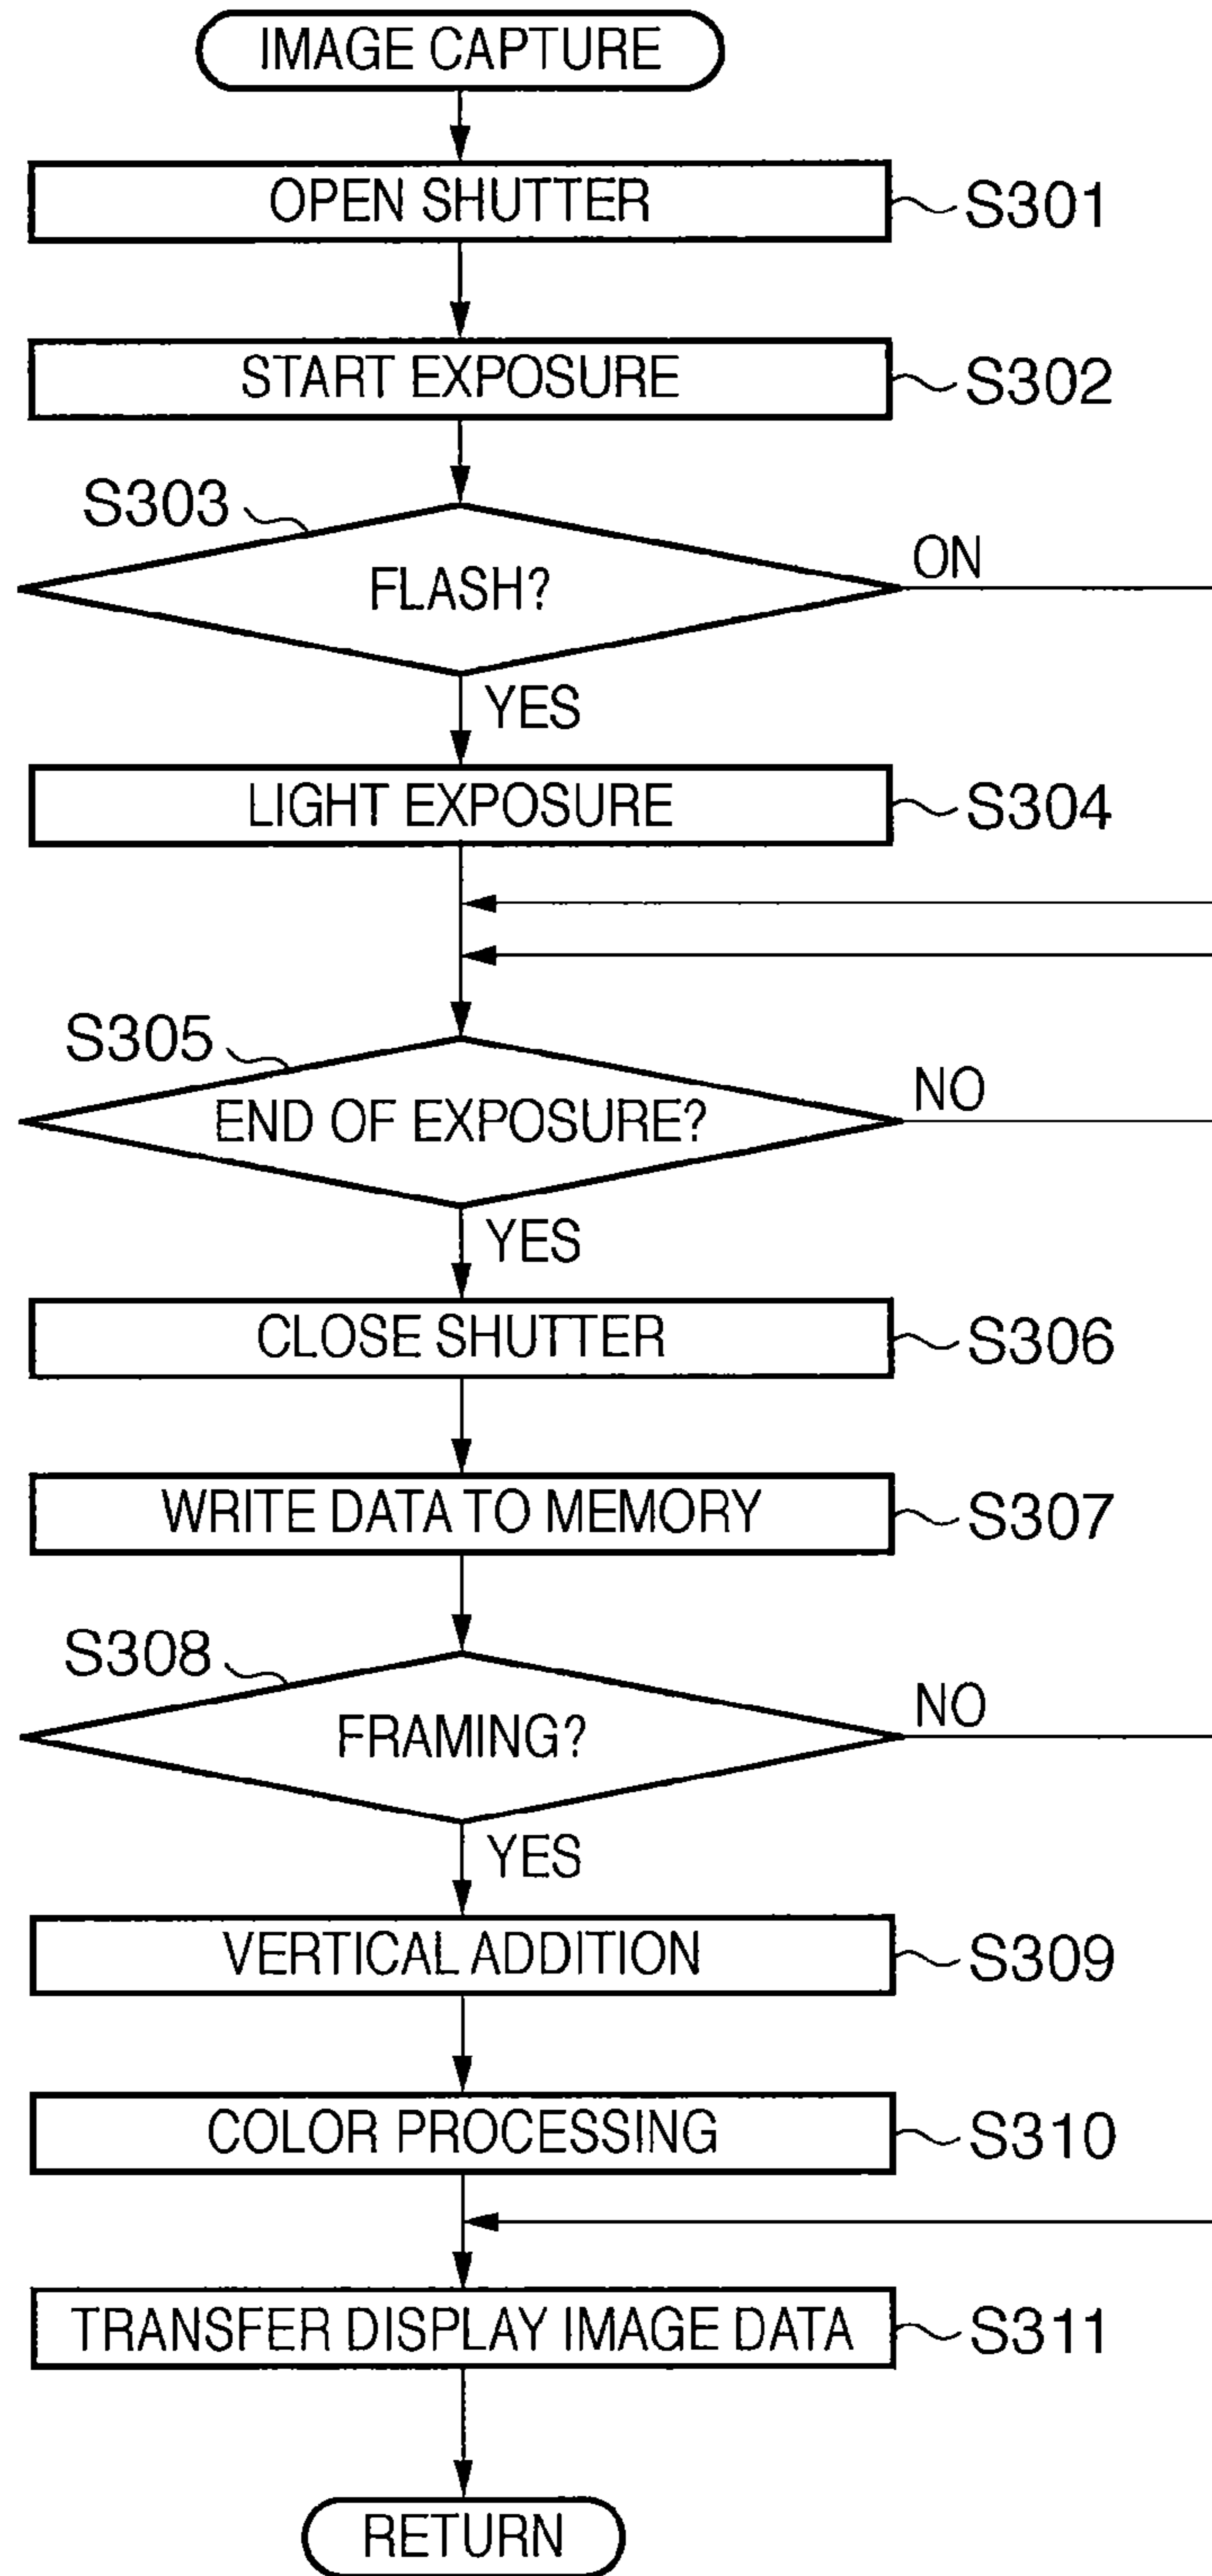 IMAGE CAPTURE
OPEN SHUTTER
S301
START EXPOSURE
S302
S303
FLASH?
ON
YES
LIGHT EXPOSURE
S304
S305
END OF EXPOSURE?
NO
YES
CLOSE SHUTTER
S306
WRITE DATA TO MEMORY
S307
S308
FRAMING?
NO
YES
VERTICAL ADDITION
S309
COLOR PROCESSING
S310
TRANSFER DISPLAY IMAGE DATA
S311
RETURN